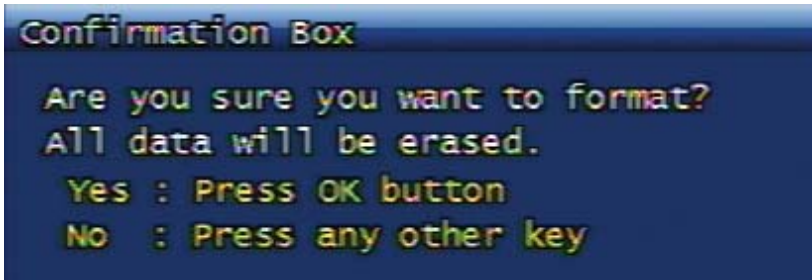 Confirmation Box
Are you sure you want to format?
All data will be erased.
Yes : Press OK button
No : Press any other key